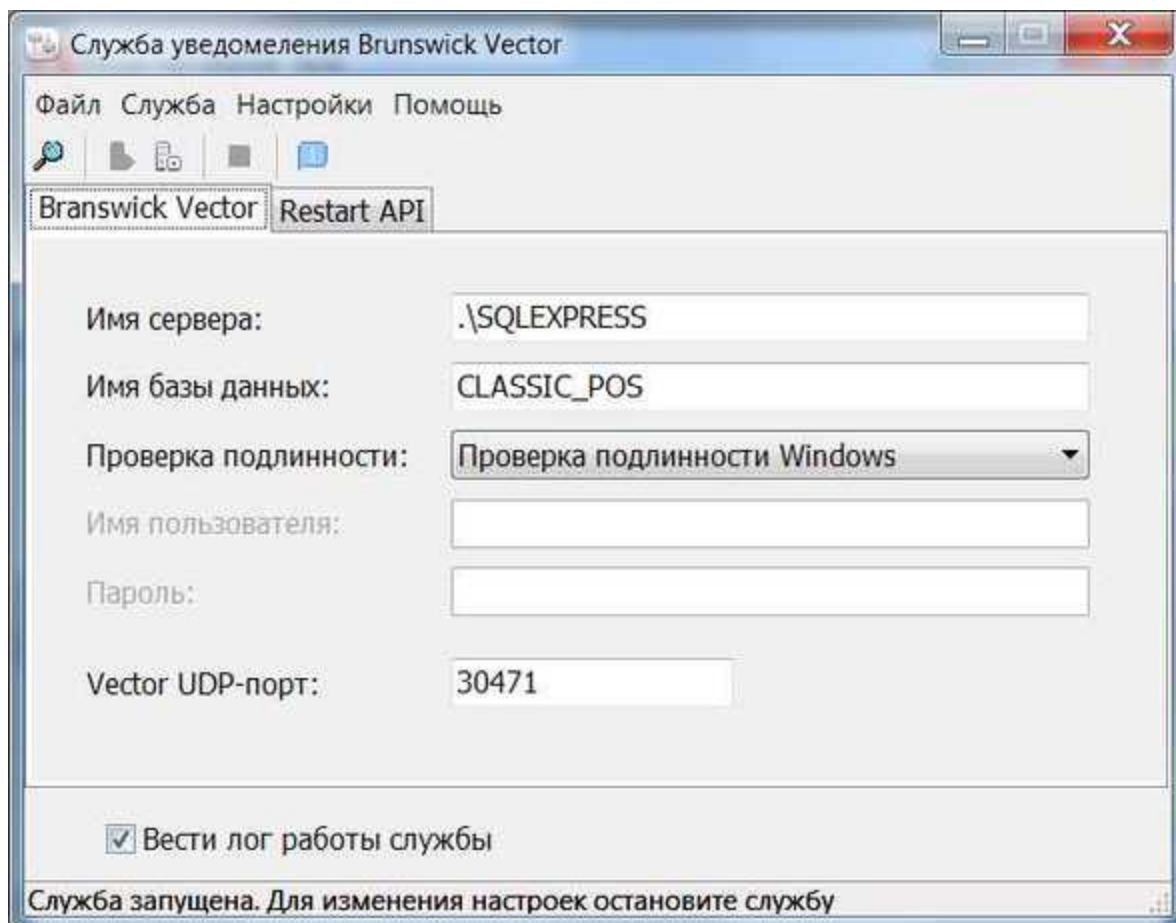 Служба уведомления Brunswick Vector
Файл Служба Настройки Помощь
Branswick Vector Restart API
Имя сервера: .\SQLEXPRESS
Имя базы данных: CLASSIC_POS
Проверка подлинности: Проверка подлинности Windows
Имя пользователя:
Пароль:
Vector UDP-порт: 30471
Вести лог работы службы
Служба запущена. Для изменения настроек остановите службу